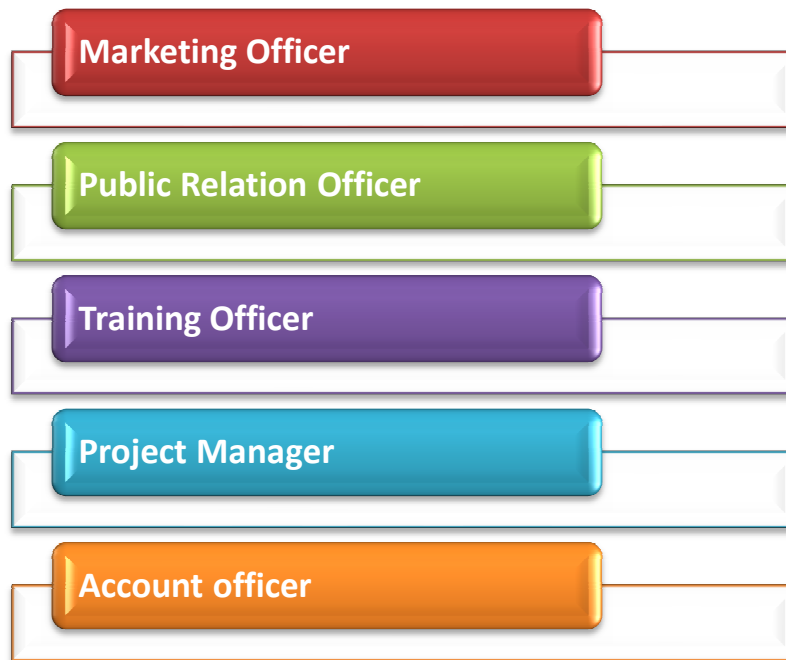 Marketing Officer
Public Relation Officer
Training Officer
Project Manager
Account officer